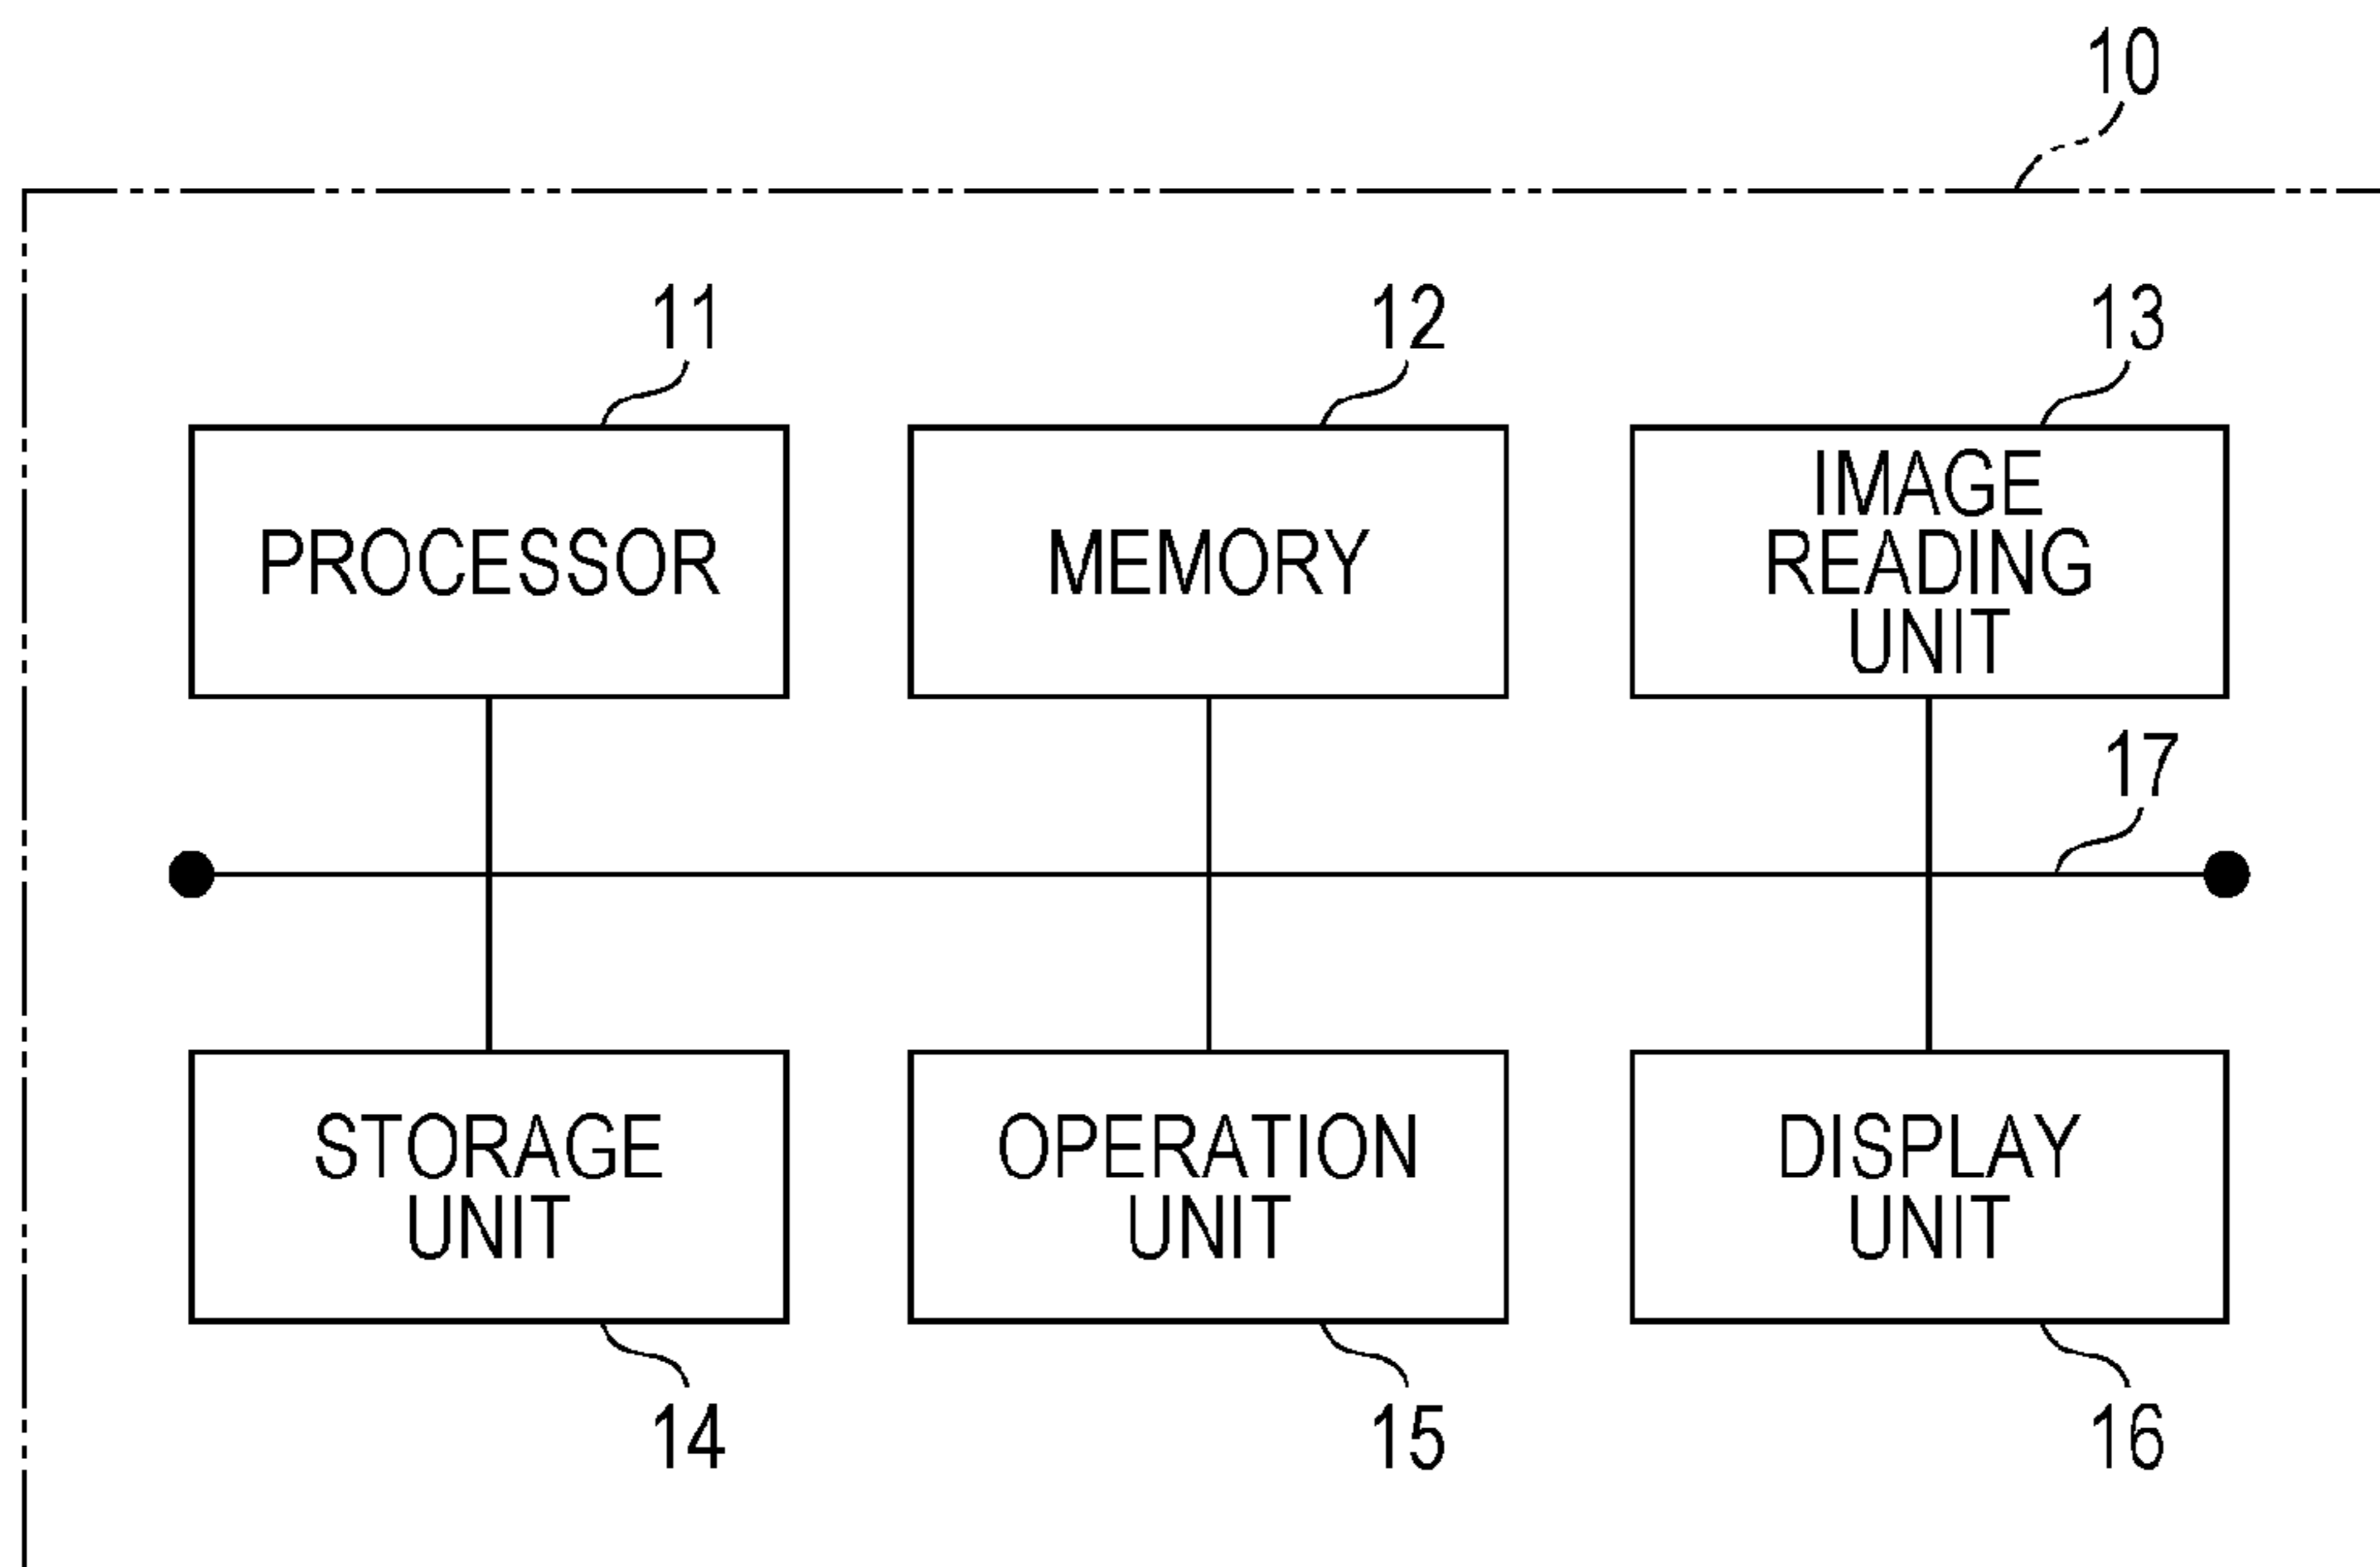 10
11
12
13
PROCESSOR
MEMORY
IMAGE
READING
UNIT
17
STORAGE
UNIT
OPERATION
UNIT
DISPLAY
UNIT
14
15
16